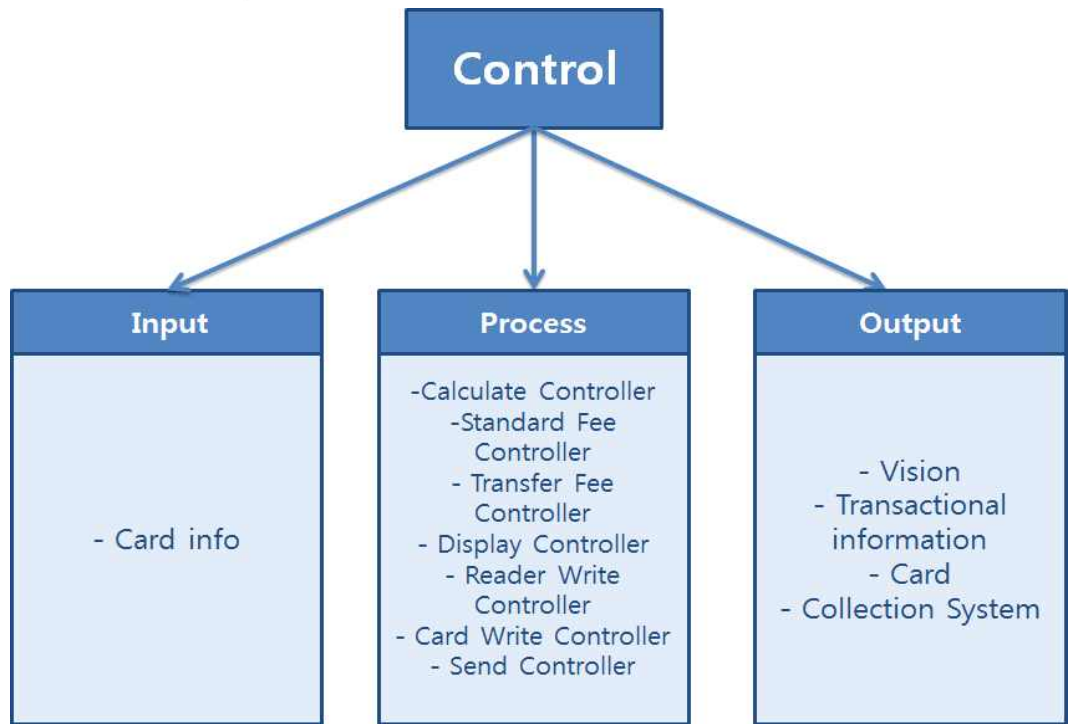 Control
Input
- Card info
Process
-Calculate Controller
-Standard Fee
Controller
- Transfer Fee
Controller
- Display Controller
- Reader Write
Controller
- Card Write Controller
- Send Controller
Output
- Vision
- Transactional
information
- Card
- Collection System